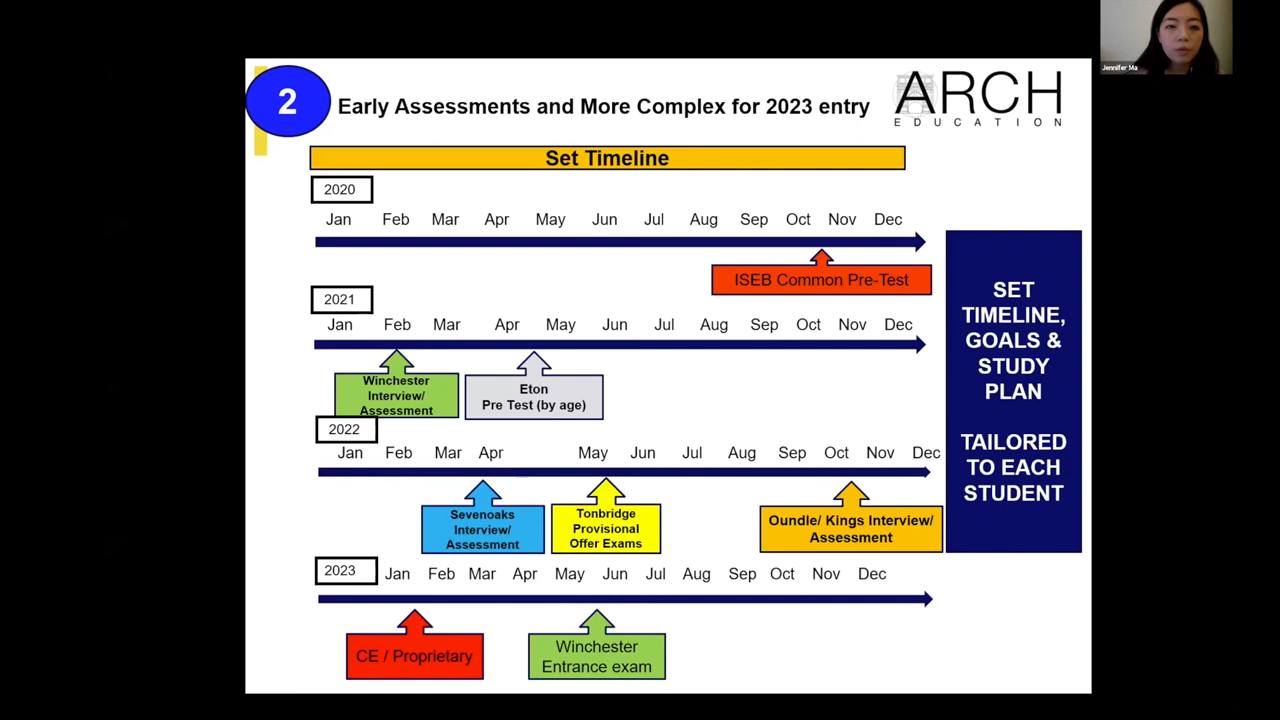 Jennifer Ma
2
Early Assessments and More Complex for 2023 entry
ARCH
EDUCATION
Set Timeline
2020
Jan Feb Mar Apr May Jun Jul Aug Sep Oct Nov Dec
ISEB Common Pre-Test
2021
Jan Feb Mar Apr May Jun Jul Aug Sep Oct Nov Dec
Winchester
Interview/
Assessment
Eton
Pre Test (by age)
2022
Jan Feb Mar Apr May Jun Jul Aug Sep Oct Nov Dec
Sevenoaks
Interview/
Assessment
Tonbridge
Provisional
Offer Exams
Oundle/ Kings Interview/
Assessment
2023
Jan Feb Mar Apr May Jun Jul Aug Sep Oct Nov Dec
CE / Proprietary
Winchester
Entrance exam
SET
TIMELINE,
GOALS &
STUDY
PLAN
TAILORED
TO EACH
STUDENT